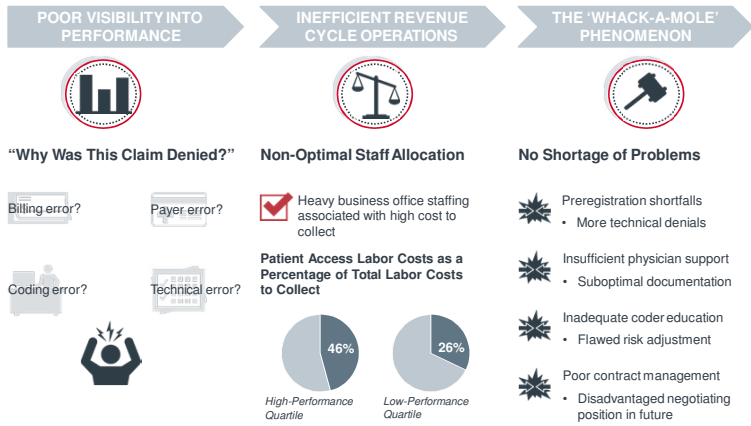 POOR VISIBILITY INTO
PERFORMANCE
INEFFICIENT REVENUE
CYCLE OPERATIONS
THE ‘WHACK-A-MOLE’
PHENOMENON
“Why Was This Claim Denied?”
Billing error?
Payer error?
Coding error?
Technical error?
Non-Optimal Staff Allocation
Heavy business office staffing
associated with high cost to
collect
Patient Access Labor Costs as a
Percentage of Total Labor Costs
to Collect
46%
26%
High-Performance
Quartile
Low-Performance
Quartile
No Shortage of Problems
Preregistration shortfalls
• More technical denials
Insufficient physician support
• Suboptimal documentation
Inadequate coder education
• Flawed risk adjustment
Poor contract management
• Disadvantaged negotiating
position in future